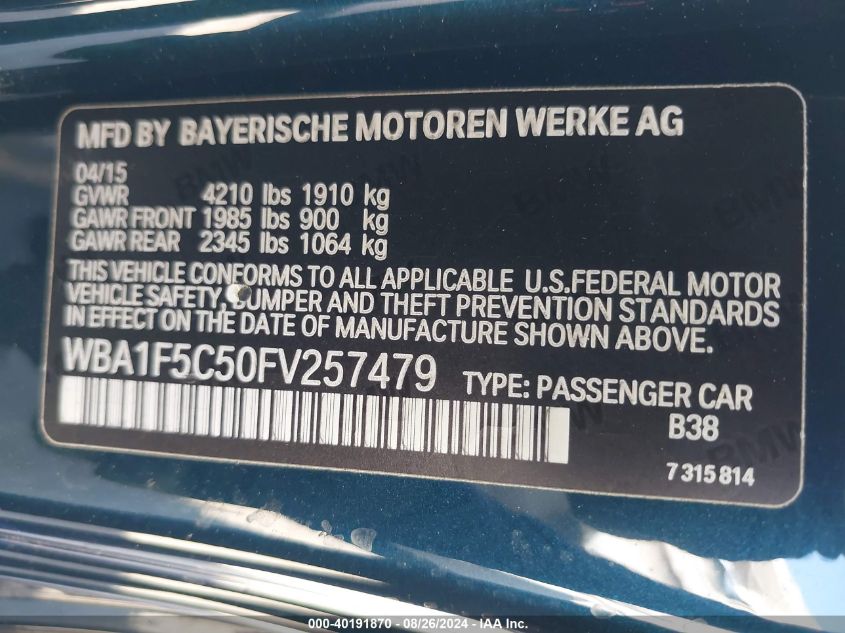 MFD BY BAYERISCHE MOTOREN WERKE AG
04/15
GVWR 4210 lbs 1910 kg
GAWR FRONT 1985 lbs 900 kg
GAWR REAR 2345 lbs 1064 kg
THIS VEHICLE CONFORMS TO ALL APPLICABLE U.S.FEDERAL MOTOR
VEHICLE SAFETY, BUMPER AND THEFT PREVENTION STANDARDS
IN EFFECT ON THE DATE OF MANUFACTURE SHOWN ABOVE.
WBA1F5C50FV257479 TYPE: PASSENGER CAR
B38
7 315 814
000-40191870 - 08/26/2024 - IAA Inc.